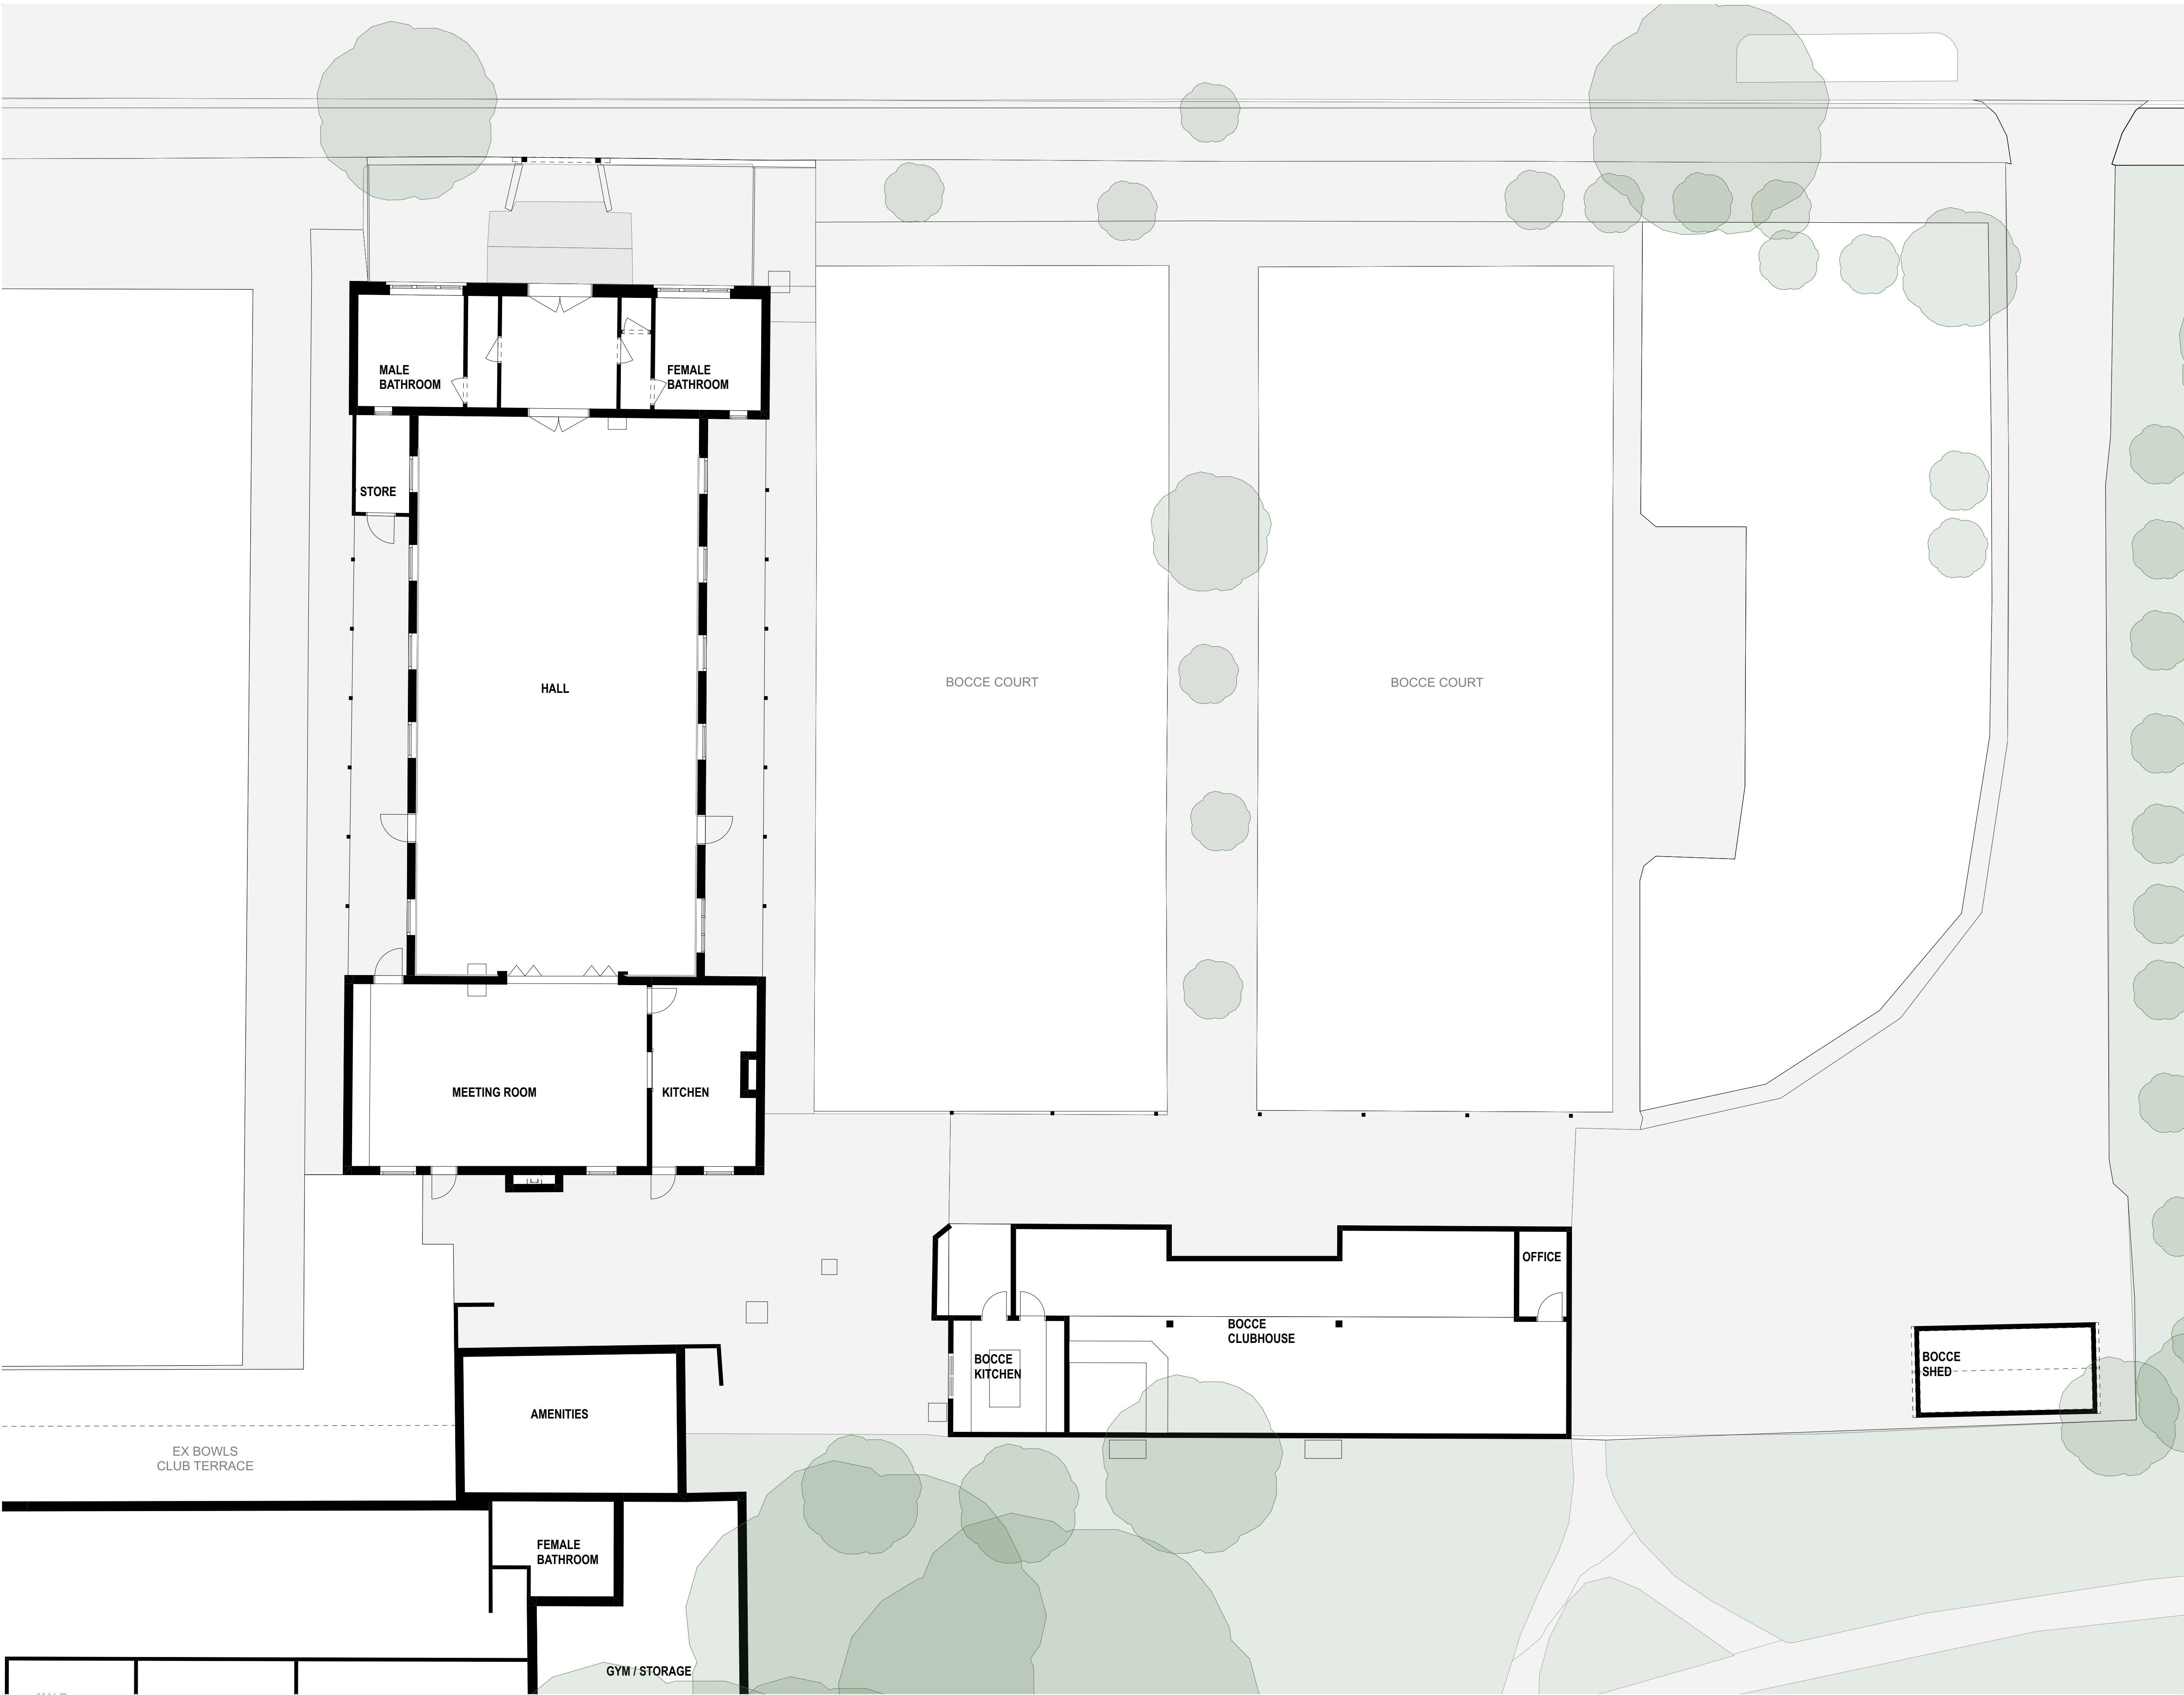 MALE
BATHROOM
FEMALE
BATHROOM
STORE
HALL
BOCCE COURT
BOCCE COURT
MEETING ROOM
KITCHEN
OFFICE
BOCCE
CLUBHOUSE
BOCCE
KITCHEN
BOCCE
SHED
AMENITIES
EX BOWLS
CLUB TERRACE
FEMALE
BATHROOM
GYM / STORAGE